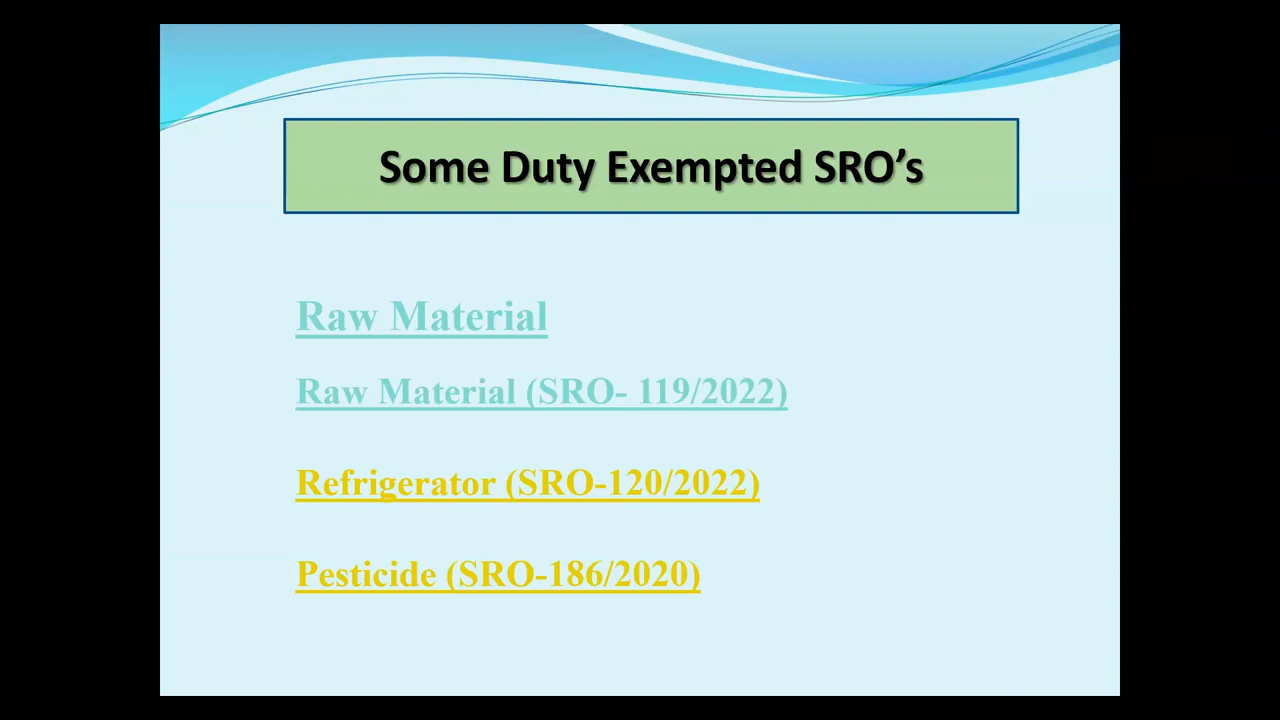 Some Duty Exempted SRO’s
Raw Material
Raw Material (SRO- 119/2022)
Refrigerator (SRO-120/2022)
Pesticide (SRO-186/2020)